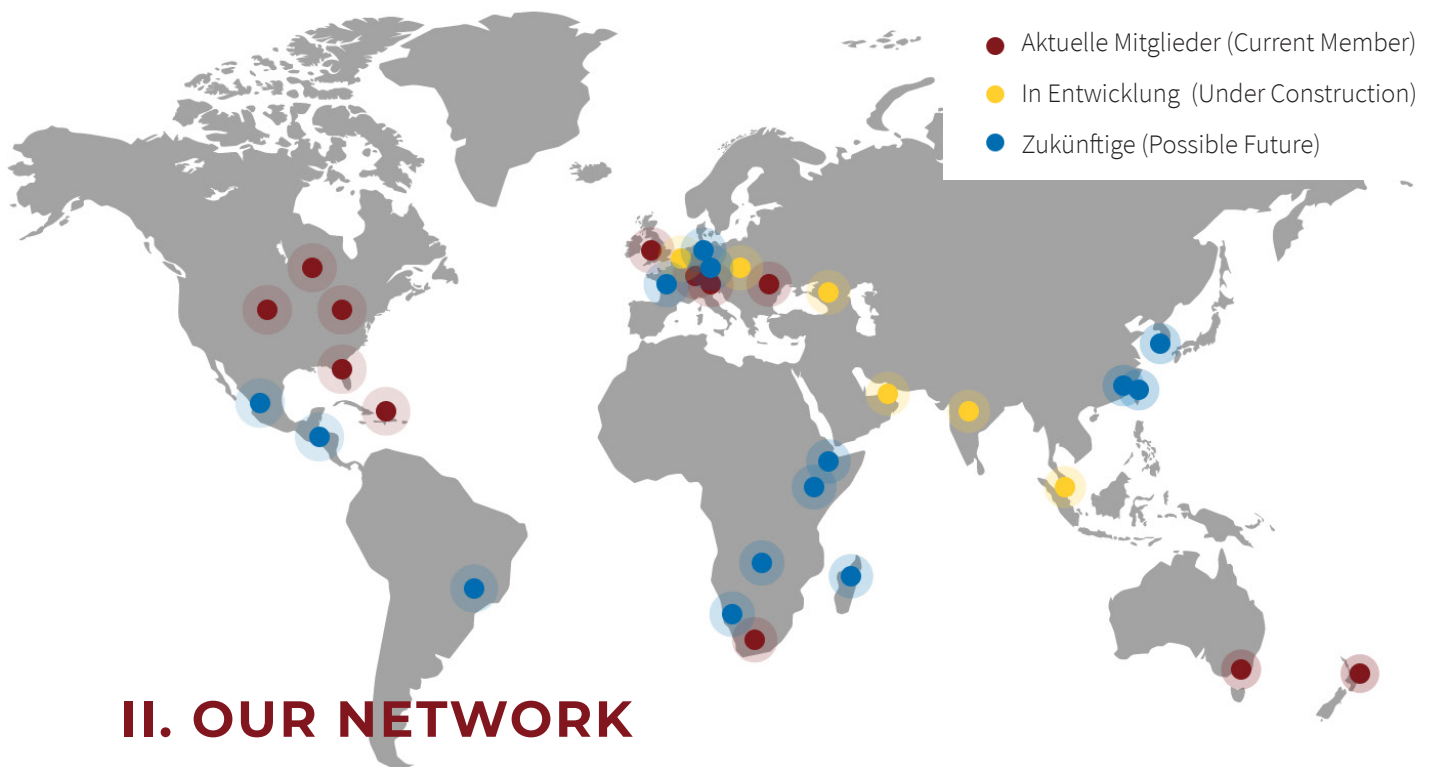 Aktuelle Mitglieder (Current Member)
In Entwicklung (Under Construction)
Zukünftige (Possible Future)
II. OUR NETWORK